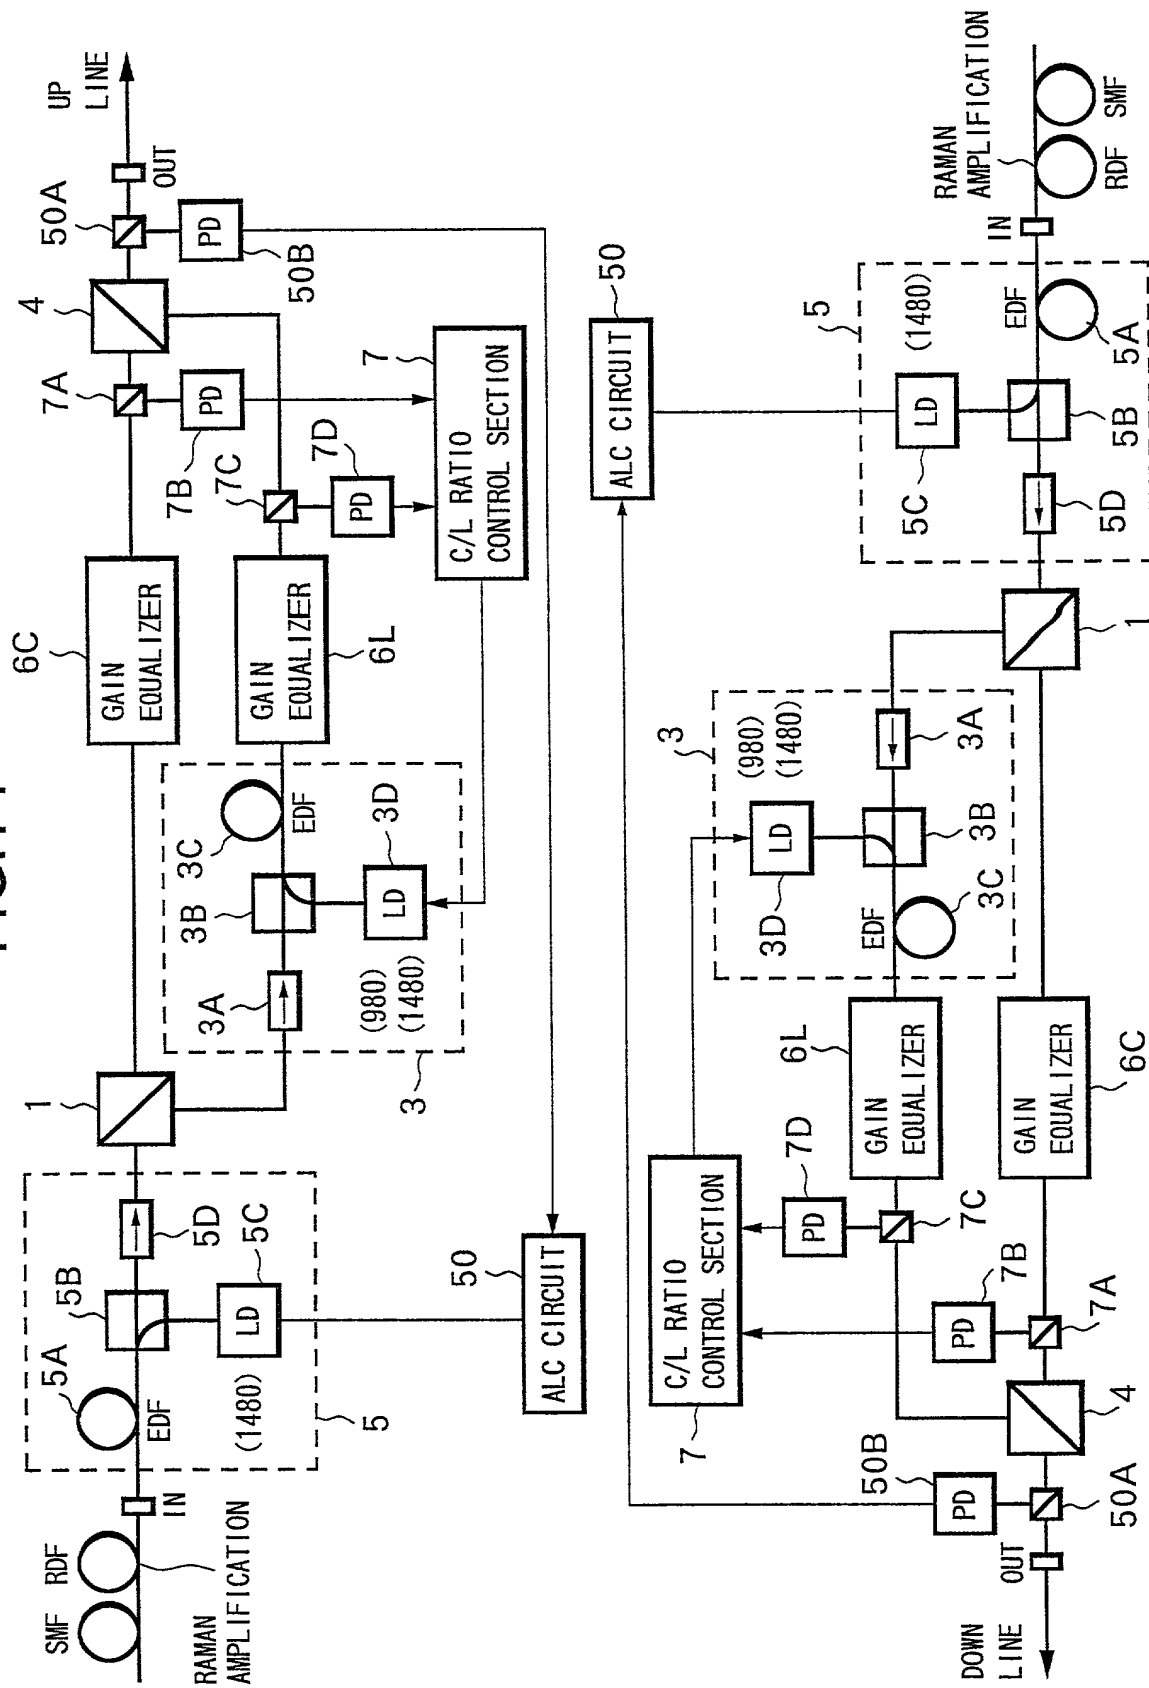 UP
LINE
OUT
50A
PD
50B
4
7A
PD
7B
7C
7D
PD
7
C/L RATIO
CONTROL SECTION
6C
GAIN
EQUALIZER
GAIN
EQUALIZER
6L
3C
EDF
3B
3D
LD
3A
(980)
(1480)
3
1
5D
5B
5C
LD
5A
EDF
(1480)
5
50
ALC CIRCUIT
IN
RDF
SMF
RAMAN
AMPLIFICATION
RAMAN
AMPLIFICATION
SMF
RDF
IN
50
ALC CIRCUIT
5
(1480)
EDF
5A
LD
5C
5B
5D
1
3
(980)
(1480)
3A
LD
3D
3B
EDF
3C
6L
GAIN
EQUALIZER
GAIN
EQUALIZER
6C
7D
PD
7C
C/L RATIO
CONTROL SECTION
7
7B
PD
7A
4
50B
PD
50A
OUT
DOWN
LINE